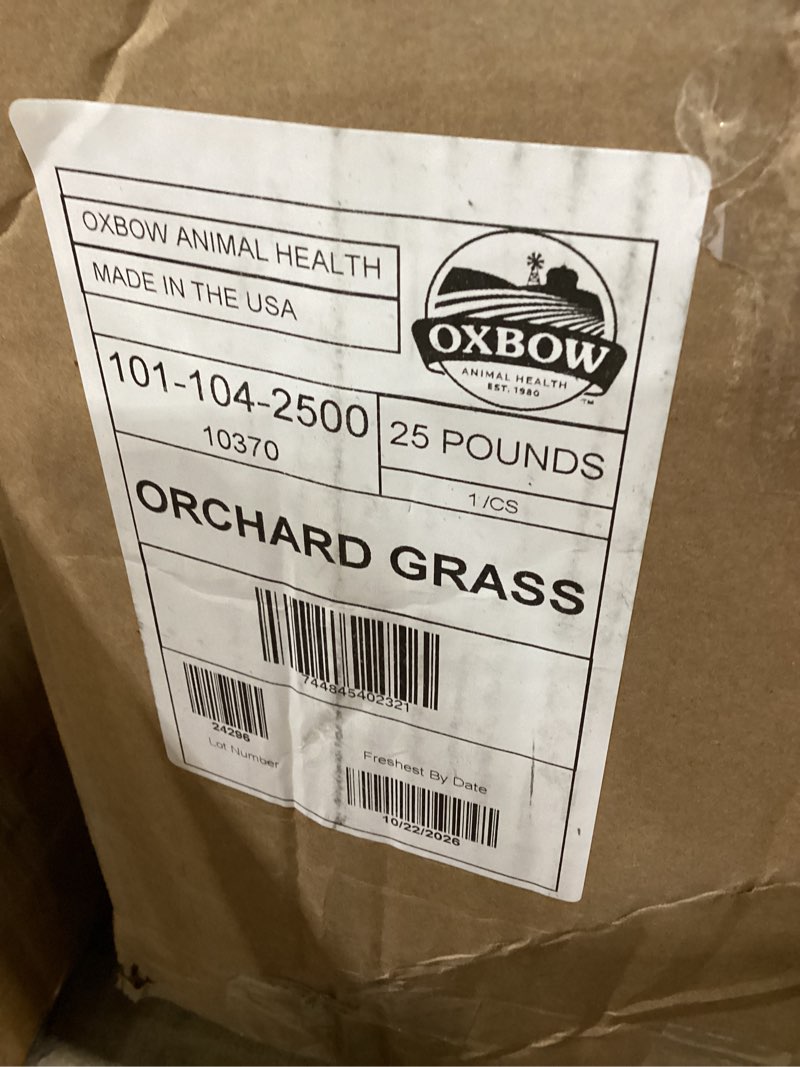 OXBOW ANIMAL HEALTH
MADE IN THE USA
OXBOW
ANIMAL HEALTH
EST. 1980
TM
101-104-2500
10370
25 POUNDS
1/CS
ORCHARD GRASS
744845402321
24296
Lot Number
Freshest By Date
10/22/2026